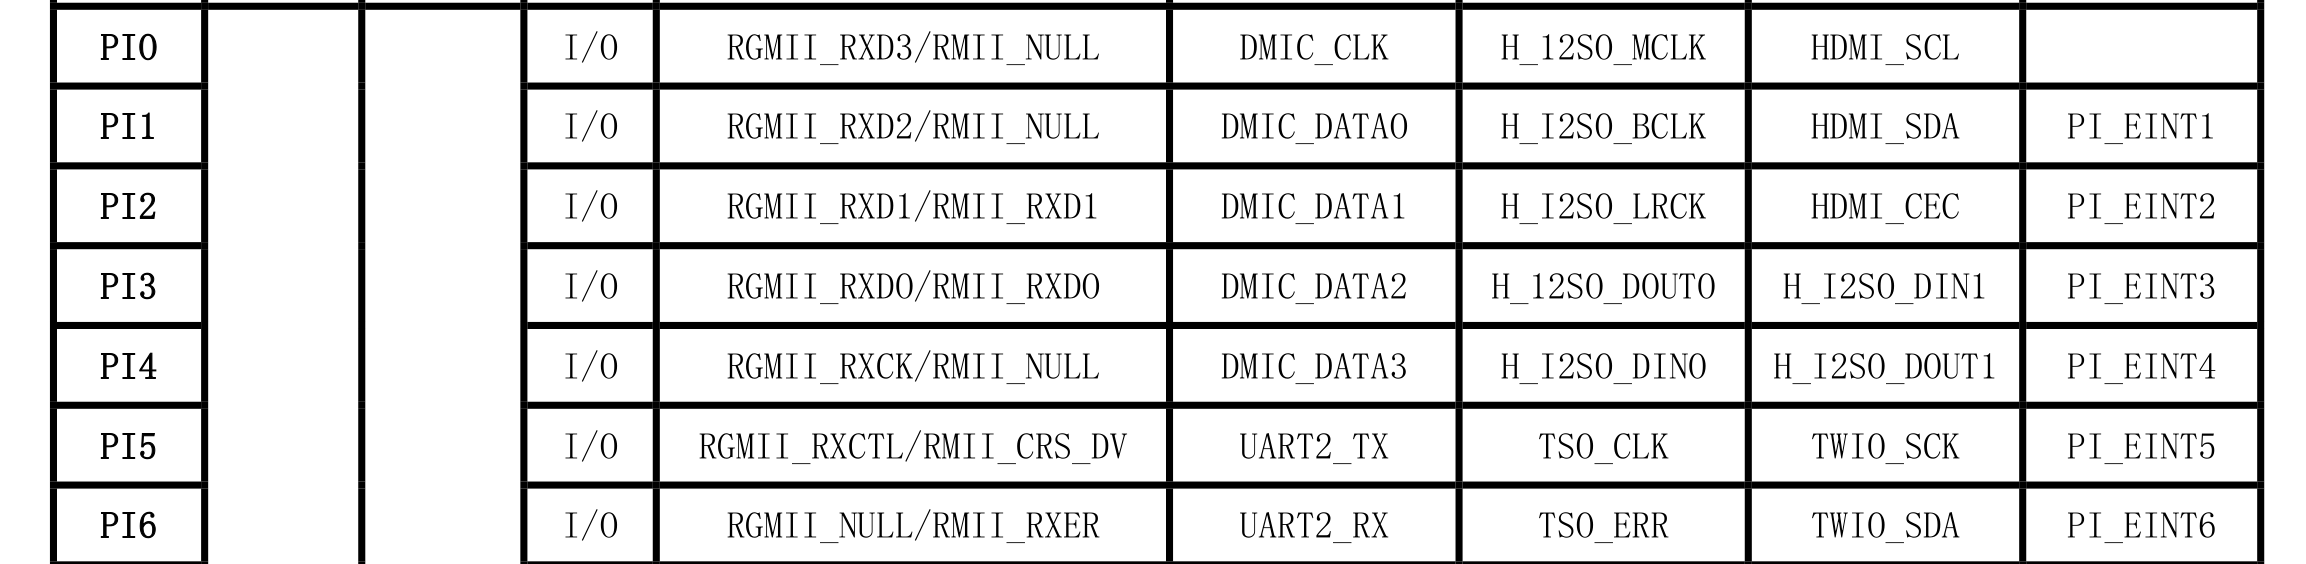 PI0 I/O RGMII_RXD3/RMII_NULL DMIC_CLK H_12S0_MCLK HDMI_SCL
PI1 I/O RGMII_RXD2/RMII_NULL DMIC_DATA0 H_I2S0_BCLK HDMI_SDA PI_EINT1
PI2 I/O RGMII_RXD1/RMII_RXD1 DMIC_DATA1 H_I2S0_LRCK HDMI_CEC PI_EINT2
PI3 I/O RGMII_RXD0/RMII_RXD0 DMIC_DATA2 H_12S0_DOUT0 H_I2S0_DIN1 PI_EINT3
PI4 I/O RGMII_RXCK/RMII_NULL DMIC_DATA3 H_I2S0_DIN0 H_I2S0_DOUT1 PI_EINT4
PI5 I/O RGMII_RXCTL/RMII_CRS_DV UART2_TX TS0_CLK TWI0_SCK PI_EINT5
PI6 I/O RGMII_NULL/RMII_RXER UART2_RX TS0_ERR TWI0_SDA PI_EINT6